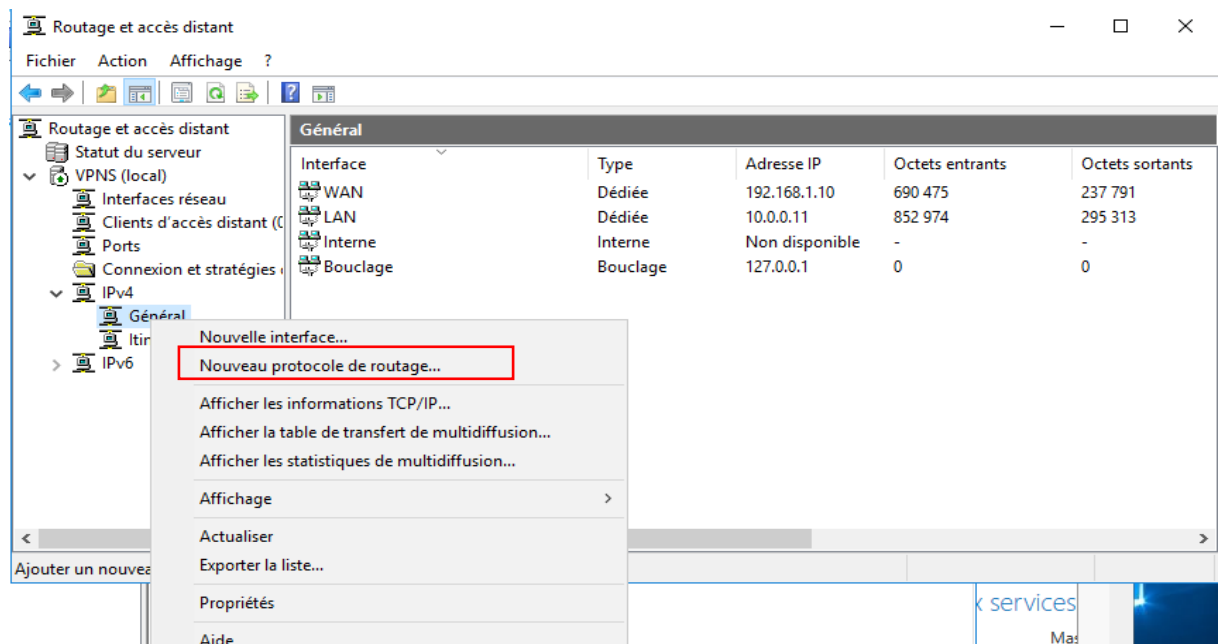 Routage et accès distant
Fichier Action Affichage ?
Routage et accès distant
Statut du serveur
VPNS (local)
Interfaces réseau
Clients d'accès distant (
Ports
Connexion et stratégies
IPv4
Général
Itin
IPv6
Général
Interface Type Adresse IP Octets entrants Octets sortants
WAN Dédiée 192.168.1.10 690 475 237 791
LAN Dédiée 10.0.0.11 852 974 295 313
Interne Interne Non disponible - -
Bouclage Bouclage 127.0.0.1 0 0
Nouvelle interface...
Nouveau protocole de routage...
Afficher les informations TCP/IP...
Afficher la table de transfert de multidiffusion...
Afficher les statistiques de multidiffusion...
Affichage >
Actualiser
Exporter la liste...
Propriétés
Aide
Ajouter un nouvea
x services
Mas